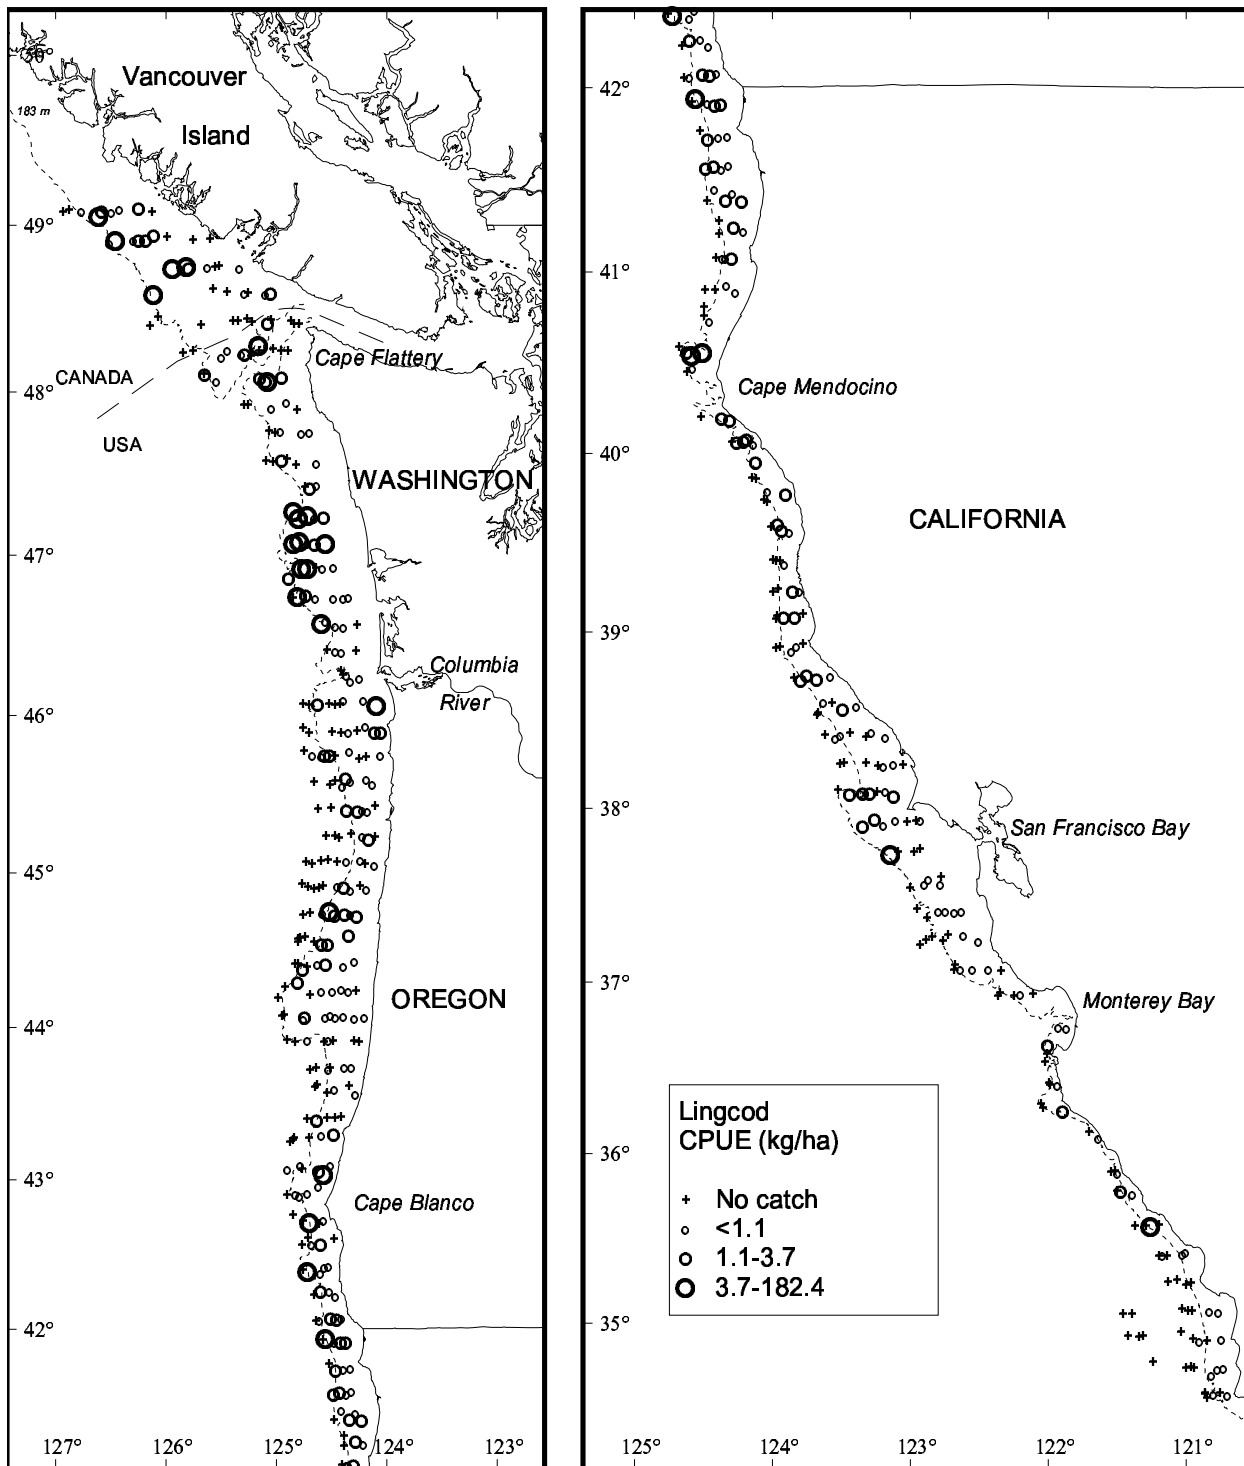 50
Vancouver
Island
183 m
49°
CANADA
48°
USA
Cape Flattery
WASHINGTON
47°
Columbia
River
46°
45°
OREGON
44°
43°
Cape Blanco
42°
127°
126°
125°
124°
123°
42°
41°
Cape Mendocino
40°
CALIFORNIA
39°
38°
San Francisco Bay
37°
Monterey Bay
36°
35°
Lingcod
CPUE (kg/ha)
+ No catch
<1.1
1.1-3.7
3.7-182.4
125°
124°
123°
122°
121°